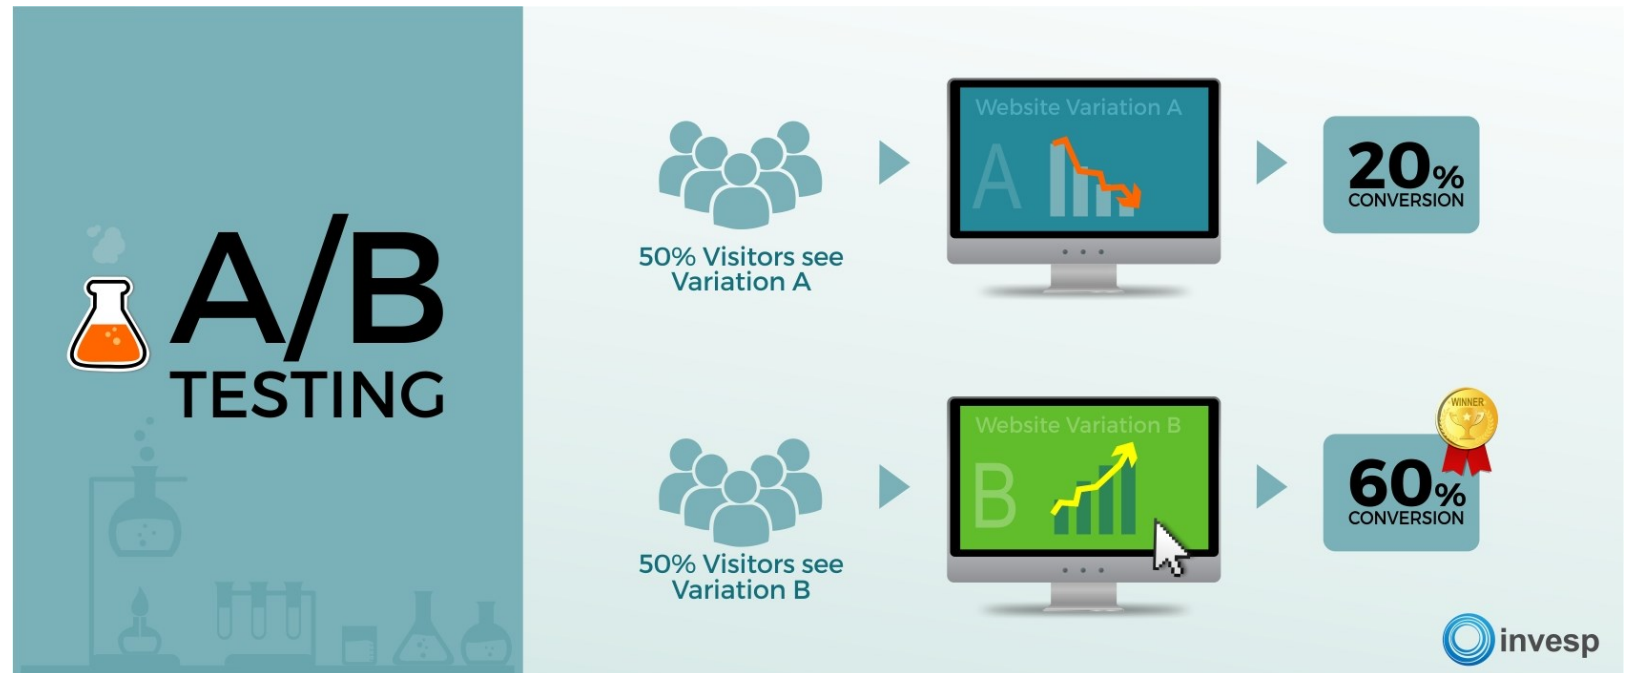 A/B
TESTING
50% Visitors see
Variation A
Website Variation A
A
20%
CONVERSION
50% Visitors see
Variation B
Website Variation B
B
WINNER
60%
CONVERSION
invesp